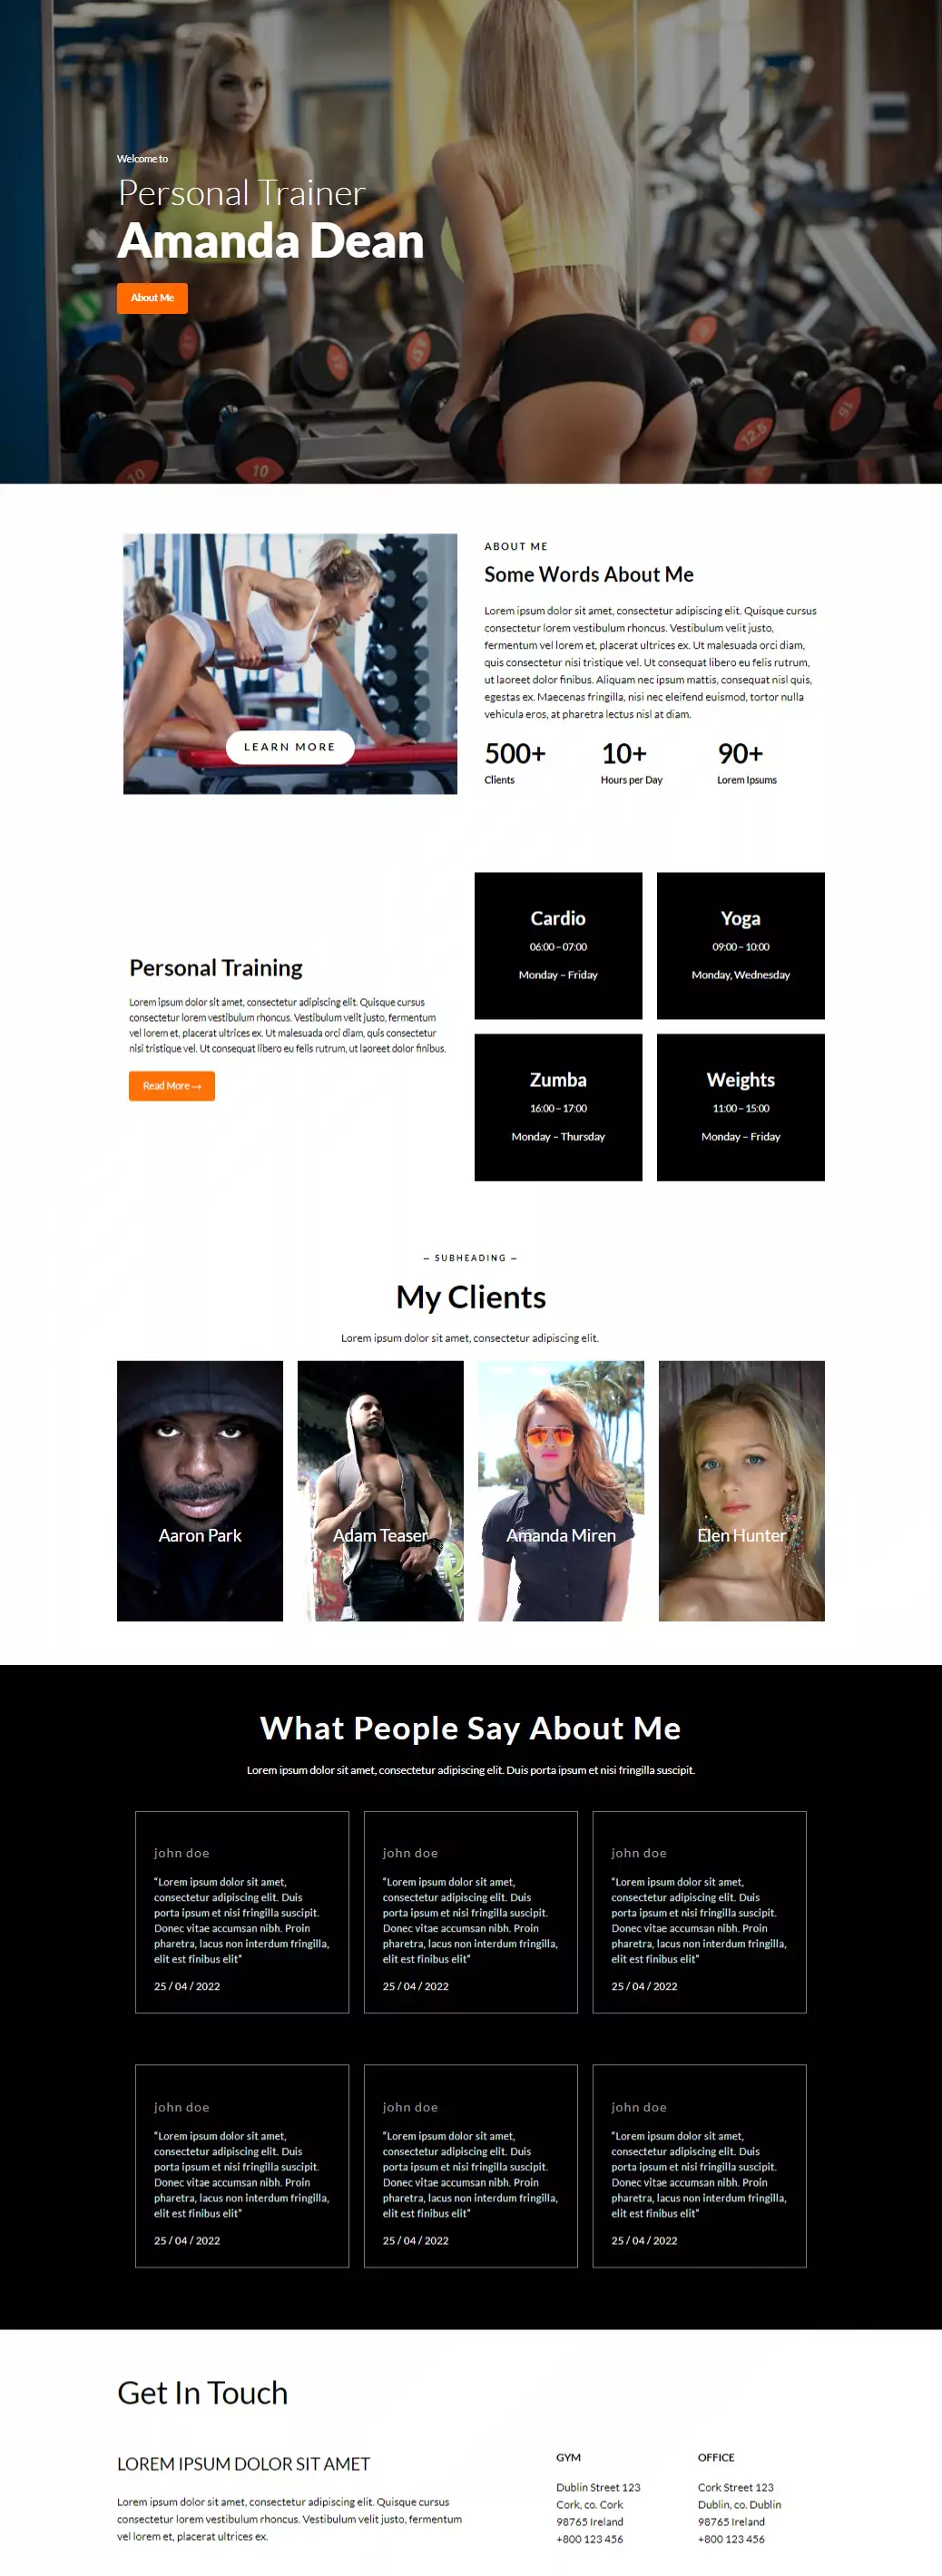 Welcome to
Personal Trainer
Amanda Dean
About Me
10
10
12.5
ABOUT ME
Some Words About Me
Lorem ipsum dolor sit amet, consectetur adipiscing elit. Quisque cursus
consectetur lorem vestibulum rhoncus. Vestibulum velit justo,
fermentum vel lorem et, placerat ultrices ex. Ut malesuada orci diam,
quis consectetur nisi tristique vel. Ut consequat libero eu felis rutrum,
ut laoreet dolor finibus. Aliquam nec ipsum mattis, consequat nisl quis,
egestas ex. Maecenas fringilla, nisi nec eleifend euismod, tortor nulla
vehicula eros, at pharetra lectus nisl at diam.
LEARN MORE
500+
Clients
10+
Hours per Day
90+
Lorem Ipsums
Personal Training
Lorem ipsum dolor sit amet, consectetur adipiscing elit. Quisque cursus
consectetur lorem vestibulum rhoncus. Vestibulum velit justo, fermentum
vel lorem et, placerat ultrices ex. Ut malesuada orci diam, quis consectetur
nisi tristique vel. Ut consequat libero eu felis rutrum, ut laoreet dolor finibus.
Read More →
Cardio
06:00 – 07:00
Monday – Friday
Yoga
09:00 – 10:00
Monday, Wednesday
Zumba
16:00 – 17:00
Monday – Thursday
Weights
11:00 – 15:00
Monday – Friday
— SUBHEADING —
My Clients
Lorem ipsum dolor sit amet, consectetur adipiscing elit.
Aaron Park
Adam Teaser
Amanda Miren
Elen Hunter
What People Say About Me
Lorem ipsum dolor sit amet, consectetur adipiscing elit. Duis porta ipsum et nisi fringilla suscipit.
john doe
“Lorem ipsum dolor sit amet,
consectetur adipiscing elit. Duis
porta ipsum et nisi fringilla suscipit.
Donec vitae accumsan nibh. Proin
pharetra, lacus non interdum fringilla,
elit est finibus elit”
25 / 04 / 2022
john doe
“Lorem ipsum dolor sit amet,
consectetur adipiscing elit. Duis
porta ipsum et nisi fringilla suscipit.
Donec vitae accumsan nibh. Proin
pharetra, lacus non interdum fringilla,
elit est finibus elit”
25 / 04 / 2022
john doe
“Lorem ipsum dolor sit amet,
consectetur adipiscing elit. Duis
porta ipsum et nisi fringilla suscipit.
Donec vitae accumsan nibh. Proin
pharetra, lacus non interdum fringilla,
elit est finibus elit”
25 / 04 / 2022
john doe
“Lorem ipsum dolor sit amet,
consectetur adipiscing elit. Duis
porta ipsum et nisi fringilla suscipit.
Donec vitae accumsan nibh. Proin
pharetra, lacus non interdum fringilla,
elit est finibus elit”
25 / 04 / 2022
john doe
“Lorem ipsum dolor sit amet,
consectetur adipiscing elit. Duis
porta ipsum et nisi fringilla suscipit.
Donec vitae accumsan nibh. Proin
pharetra, lacus non interdum fringilla,
elit est finibus elit”
25 / 04 / 2022
john doe
“Lorem ipsum dolor sit amet,
consectetur adipiscing elit. Duis
porta ipsum et nisi fringilla suscipit.
Donec vitae accumsan nibh. Proin
pharetra, lacus non interdum fringilla,
elit est finibus elit”
25 / 04 / 2022
Get In Touch
LOREM IPSUM DOLOR SIT AMET
Lorem ipsum dolor sit amet, consectetur adipiscing elit. Quisque cursus
consectetur lorem vestibulum rhoncus. Vestibulum velit justo, fermentum
vel lorem et, placerat ultrices ex.
GYM
Dublin Street 123
Cork, co. Cork
98765 Ireland
+800 123 456
OFFICE
Cork Street 123
Dublin, co. Dublin
98765 Ireland
+800 123 456